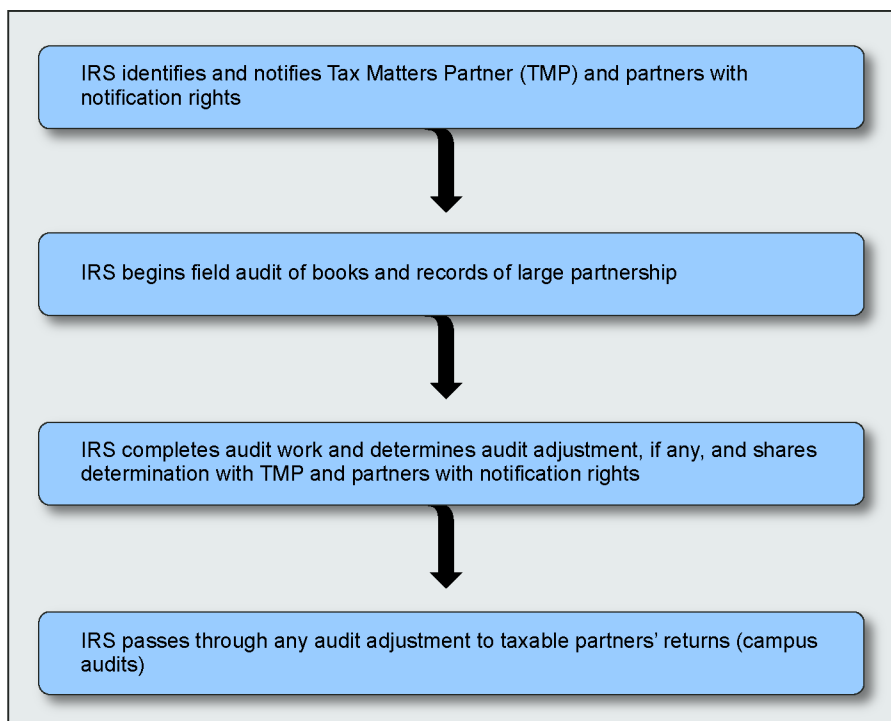 IRS identifies and notifies Tax Matters Partner (TMP) and partners with
notification rights
IRS begins field audit of books and records of large partnership
IRS completes audit work and determines audit adjustment, if any, and shares
determination with TMP and partners with notification rights
IRS passes through any audit adjustment to taxable partners’ returns (campus
audits)